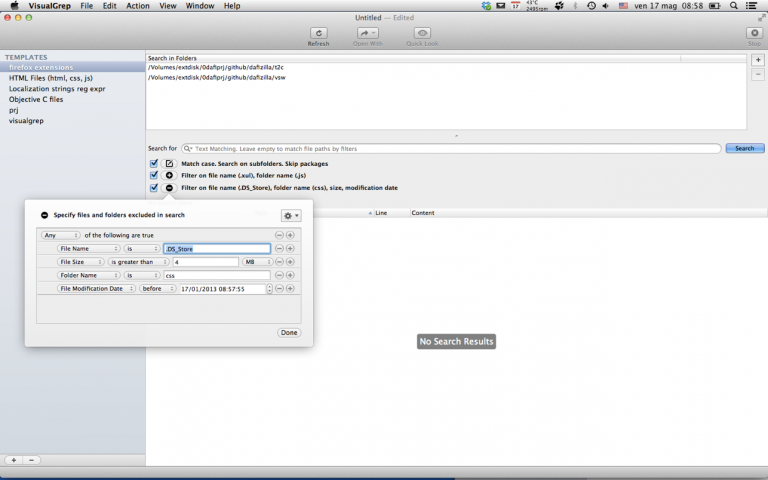 VisualGrep File Edit Action View Window Help
17 43°C 2495rpm ven 17 mag 08:58
Untitled — Edited
Refresh Open With Quick Look Stop
TEMPLATES
firefox extensions
HTML Files (html, css, js)
Localization strings reg expr
Objective C files
prj
visualgrep
Search in Folders
/Volumes/extdisk/0dafiprj/github/dafizilla/t2c
/Volumes/extdisk/0dafiprj/github/dafizilla/vsw
Search for Text Matching. Leave empty to match file paths by filters Search
Match case. Search on subfolders. Skip packages
Filter on file name (.xul), folder name (.js)
Filter on file name (.DS_Store), folder name (css), size, modification date
Line Content
Specify files and folders excluded in search
Any of the following are true
File Name is .DS_Store
File Size is greater than 4 MB
Folder Name is css
File Modification Date before 17/01/2013 08:57:55
Done
No Search Results